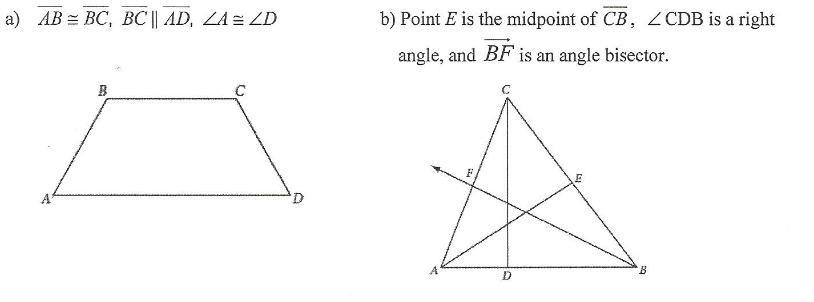 a) AB ≅ BC, BC ∥ AD, ∠A ≅ ∠D
b) Point E is the midpoint of CB, ∠CDB is a right
angle, and BF is an angle bisector.
B C
A D
C
F E
A D B